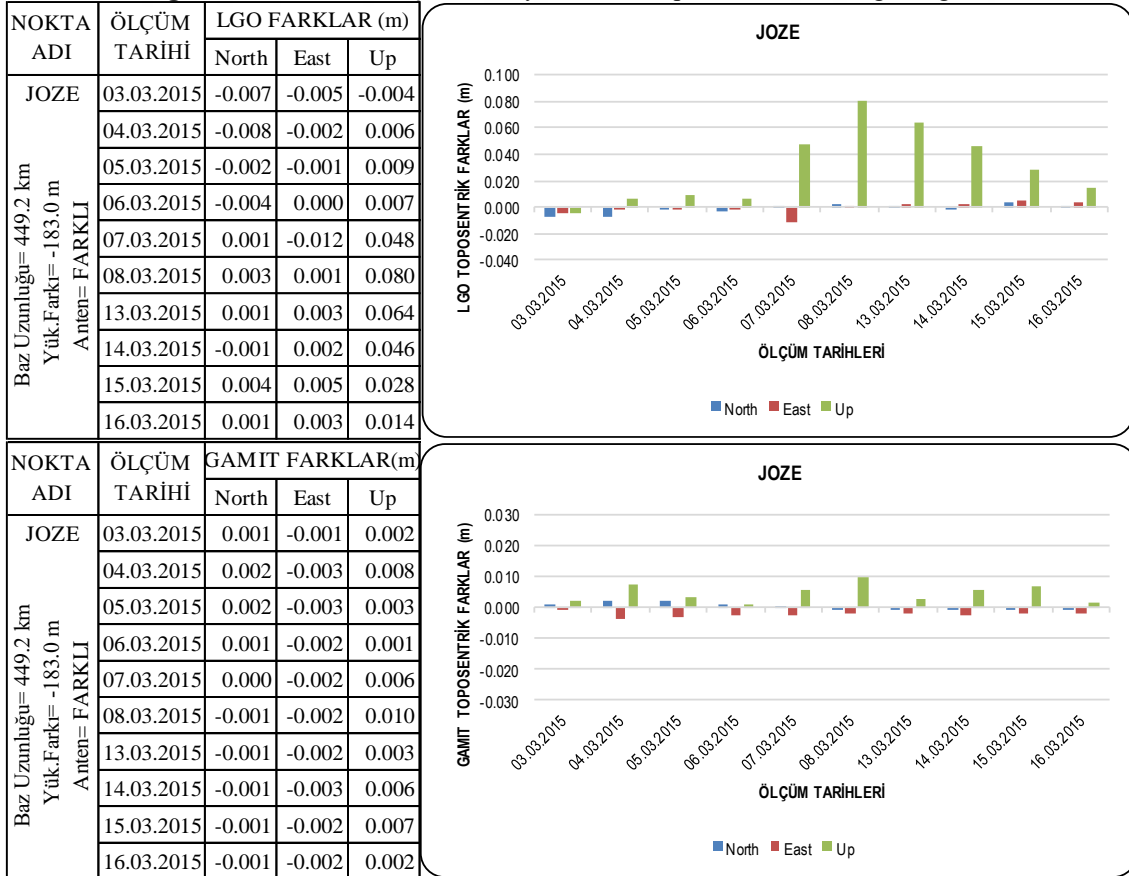 NOKTA ADI ÖLÇÜM TARİHİ LGO FARKLAR (m)
North East Up
JOZE 03.03.2015 -0.007 -0.005 -0.004
04.03.2015 -0.008 -0.002 0.006
05.03.2015 -0.002 -0.001 0.009
06.03.2015 -0.004 0.000 0.007
07.03.2015 0.001 -0.012 0.048
08.03.2015 0.003 0.001 0.080
13.03.2015 0.001 0.003 0.064
14.03.2015 -0.001 0.002 0.046
15.03.2015 0.004 0.005 0.028
16.03.2015 0.001 0.003 0.014
Baz Uzunluğu= 449.2 km
Yük.Farkı= -183.0 m
Anten= FARKLI
JOZE
LGO TOPOSENTRİK FARKLAR (m)
0.100
0.080
0.060
0.040
0.020
0.000
-0.020
-0.040
03.03.2015 04.03.2015 05.03.2015 06.03.2015 07.03.2015 08.03.2015 13.03.2015 14.03.2015 15.03.2015 16.03.2015
ÖLÇÜM TARİHLERİ
North East Up
NOKTA ADI ÖLÇÜM TARİHİ GAMIT FARKLAR(m)
North East Up
JOZE 03.03.2015 0.001 -0.001 0.002
04.03.2015 0.002 -0.003 0.008
05.03.2015 0.002 -0.003 0.003
06.03.2015 0.001 -0.002 0.001
07.03.2015 0.000 -0.002 0.006
08.03.2015 -0.001 -0.002 0.010
13.03.2015 -0.001 -0.002 0.003
14.03.2015 -0.001 -0.003 0.006
15.03.2015 -0.001 -0.002 0.007
16.03.2015 -0.001 -0.002 0.002
Baz Uzunluğu= 449.2 km
Yük.Farkı= -183.0 m
Anten= FARKLI
JOZE
GAMIT TOPOSENTRİK FARKLAR (m)
0.030
0.020
0.010
0.000
-0.010
-0.020
-0.030
03.03.2015 04.03.2015 05.03.2015 06.03.2015 07.03.2015 08.03.2015 13.03.2015 14.03.2015 15.03.2015 16.03.2015
ÖLÇÜM TARİHLERİ
North East Up